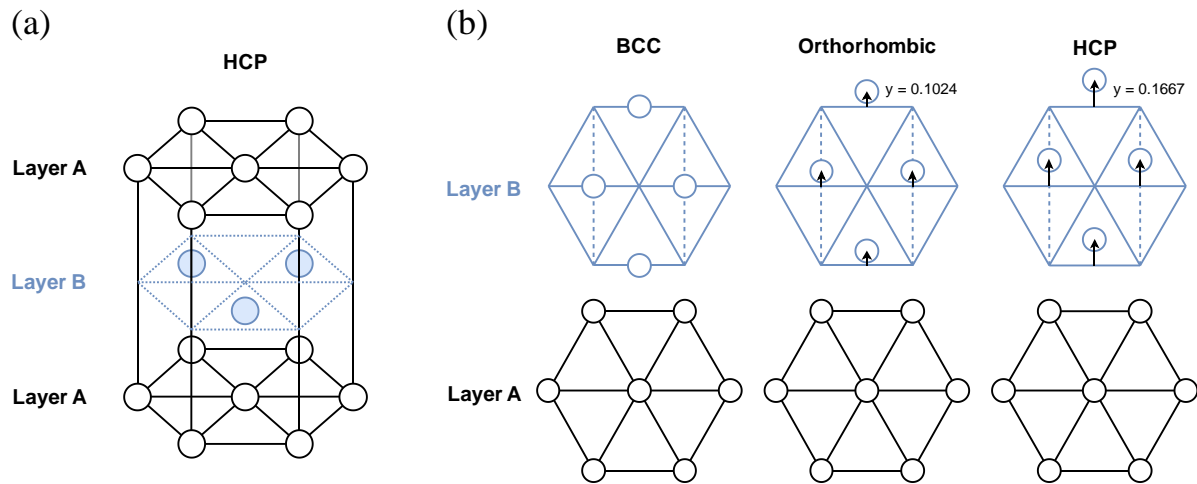 (a)
HCP
Layer A
Layer B
Layer A
(b)
BCC
Orthorhombic
HCP
y = 0.1024
y = 0.1667
Layer B
Layer A